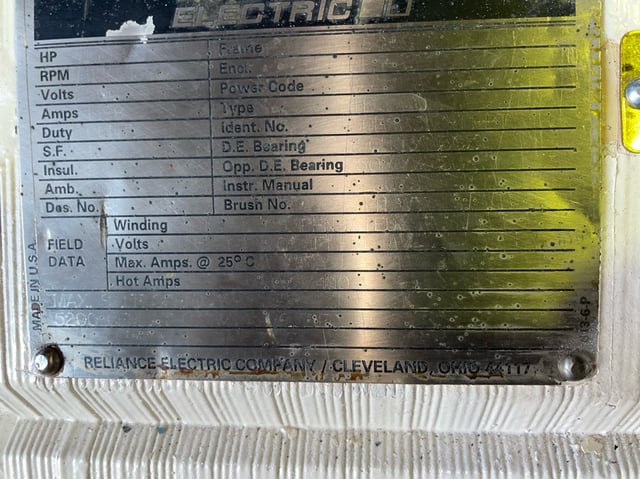 ELECTRIC
HP Frame
RPM Encl.
Volts Power Code
Amps Type
Duty Ident. No.
S.F. D.E. Bearing
Insul. Opp. D.E. Bearing
Amb. Instr. Manual
Des. No. Brush No.
Winding
FIELD Volts
DATA Max. Amps. @ 25° C
Hot Amps
MADE IN U.S.A.
MAX.
RELIANCE ELECTRIC COMPANY / CLEVELAND, OHIO 44117